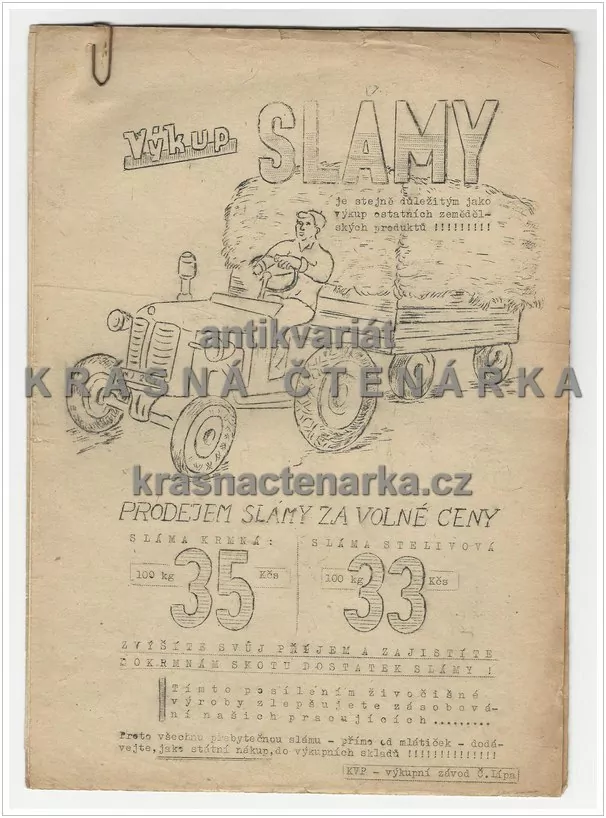 Výkup SLÁMY
je stejně důležitým jako
výkup ostatních zeměděl-
ských produktů !!!!!!!!!
antikvariát
KRÁSNÁ ČTENÁRKA
krasnactenarka.cz
PRODEJEM SLÁMY ZA VOLNÉ CENY
SLÁMA KRMNÁ: SLÁMA STELIVOVÁ
100 kg 35 Kčs 100 kg 33 Kčs
ZVÝŠÍTE SVŮJ PŘÍJEM A ZAJISTÍTE
DOKRMNÁM SKOTU DOSTATEK SLÁMY !
Tímto posílením živočišné
výroby zlepšujete zásobavá-
ní našich pracujících.........
Proto všechnu přebytečnou slámu - přímo od mlátiček - dodá-
vejte, jako státní nákup, do výkupních skladů !!!!!!!!!!!!!!
KVP - výkupní závod Č.Lípa